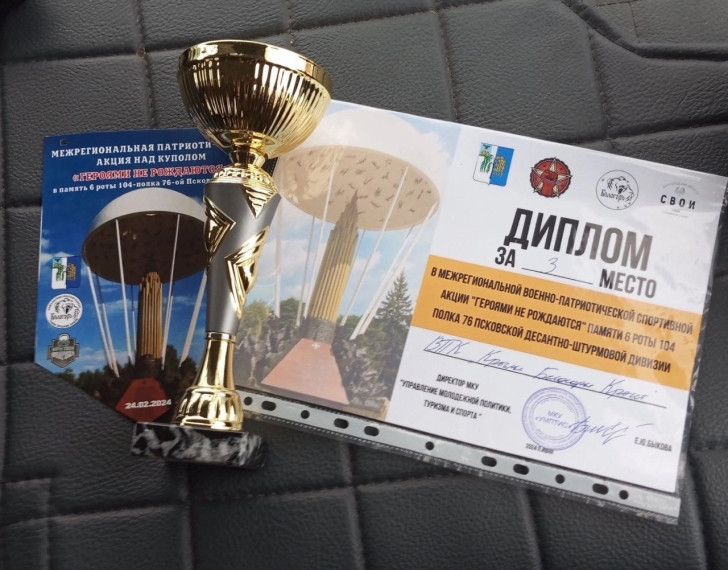 МЕЖРЕГИОНАЛЬНАЯ ПАТРИОТИ
АКЦИЯ НАД КУПОЛОМ
«ГЕРОЯМИ НЕ РОЖДАЮТСЯ»
в память 6 роты 104-полка 76-ой Псков
24.02.2024
СВОИ
ДИПЛОМ
ЗА 3 МЕСТО
В МЕЖРЕГИОНАЛЬНОЙ ВОЕННО-ПАТРИОТИЧЕСКОЙ СПОРТИВНОЙ
АКЦИИ "ГЕРОЯМИ НЕ РОЖДАЮТСЯ" ПАМЯТИ 6 РОТЫ 104
ПОЛКА 76 ПСКОВСКОЙ ДЕСАНТНО-ШТУРМОВОЙ ДИВИЗИИ
ДИРЕКТОР МКУ
"УПРАВЛЕНИЕ МОЛОДЕЖНОЙ ПОЛИТИКИ,
ТУРИЗМА И СПОРТА"
МКУ
Е.Ю.БЫКОВА